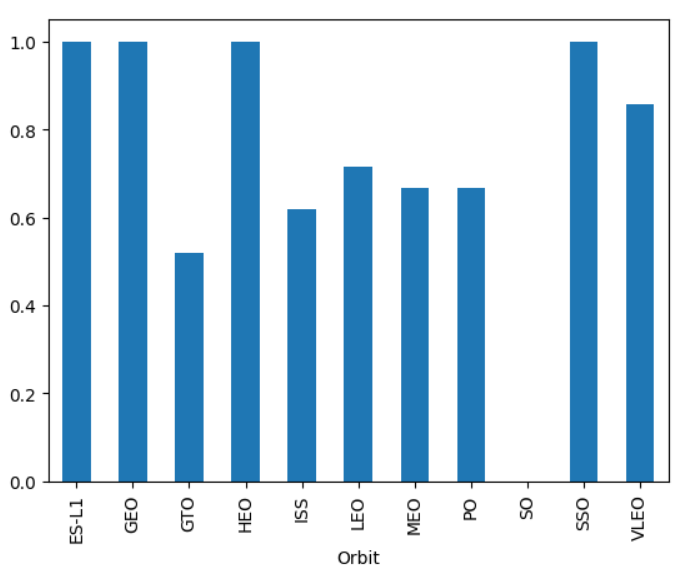 1.0
0.8
0.6
0.4
0.2
0.0
ES-L1
GEO
GTO
HEO
ISS
LEO
MEO
PO
SO
SSO
VLEO
Orbit